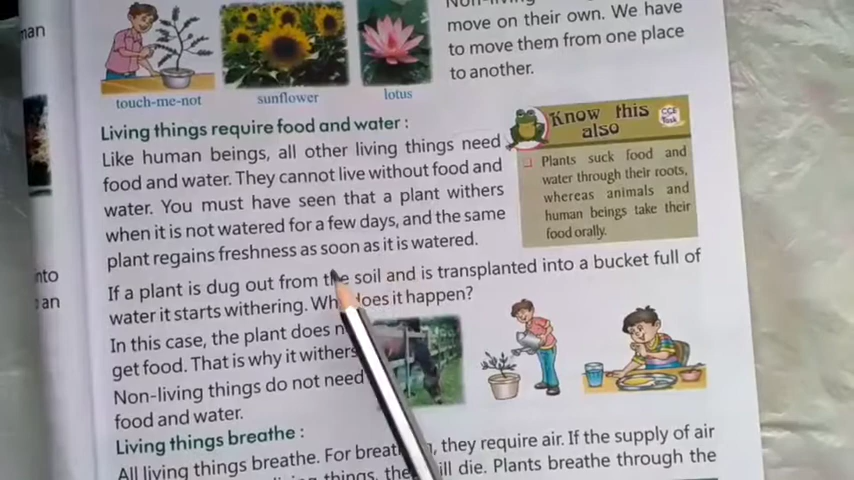 man
move on their own. We have
to move them from one place
to another.
touch-me-not
sunflower
lotus
Living things require food and water :
Like human beings, all other living things need
food and water. They cannot live without food and
water. You must have seen that a plant withers
when it is not watered for a few days, and the same
plant regains freshness as soon as it is watered.
Know this
also
CCE
Task
Plants suck food and
water through their roots,
whereas animals and
human beings take their
food orally.
nto
an
If a plant is dug out from the soil and is transplanted into a bucket full of
water it starts withering. Why does it happen?
In this case, the plant does
get food. That is why it withers
Non-living things do not need
food and water.
Living things breathe :
All living things breathe. For they require air. If the supply of air
things, die. Plants breathe through the